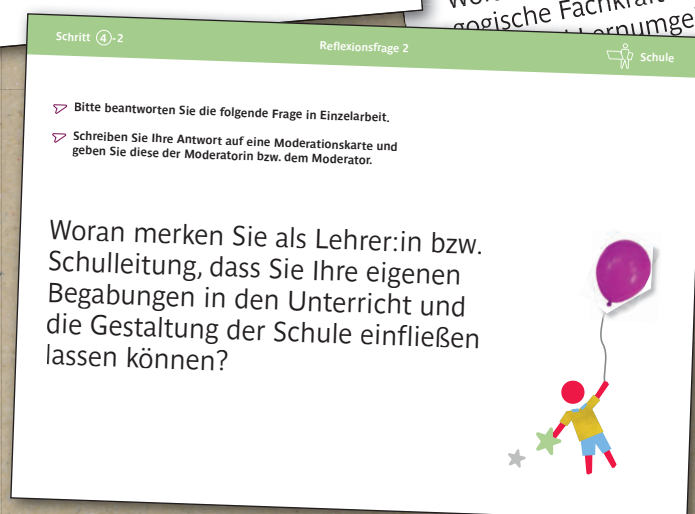 gogische Fachkraft
Schritt 4-2
Reflexionsfrage 2
Schule
Bitte beantworten Sie die folgende Frage in Einzelarbeit.
Schreiben Sie Ihre Antwort auf eine Moderationskarte und
geben Sie diese der Moderatorin bzw. dem Moderator.
Woran merken Sie als Lehrer:in bzw.
Schulleitung, dass Sie Ihre eigenen
Begabungen in den Unterricht und
die Gestaltung der Schule einfließen
lassen können?